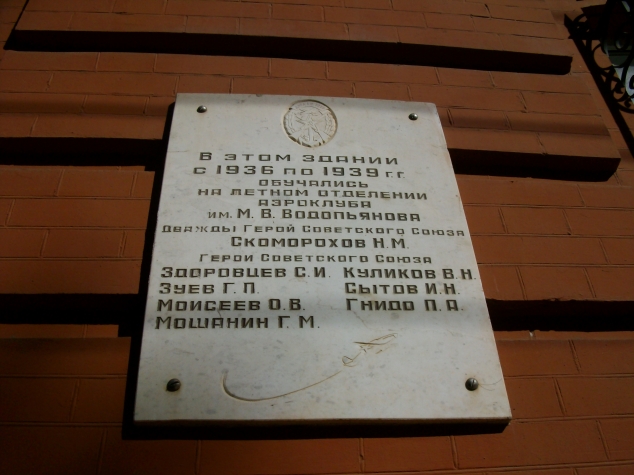 В ЭТОМ ЗДАНИИ
С 1936 ПО 1939 Г.Г.
ОБУЧАЛИСЬ
НА ЛЕТНОМ ОТДЕЛЕНИИ
АЭРОКЛУБА
ИМ. М. В. ВОДОПЬЯНОВА
ДВАЖДЫ ГЕРОЙ СОВЕТСКОГО СОЮЗА
СКОМОРОХОВ Н.М.
ГЕРОИ СОВЕТСКОГО СОЮЗА
ЗДОРОВЦЕВ С.И. КУЛИКОВ В.Н.
ЗУЕВ Г.П. СЫТОВ И.Н.
МОИСЕЕВ О.В. ГНИДО П.А.
МОШАНИН Г.М.